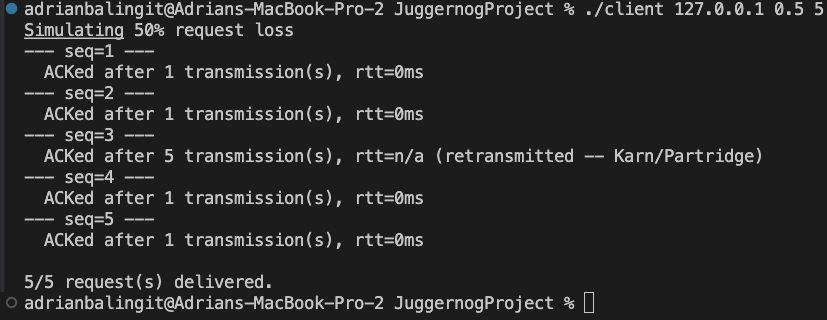 adrianbalingit@Adrians-MacBook-Pro-2 JuggernogProject % ./client 127.0.0.1 0.5 5
Simulating 50% request loss
--- seq=1 ---
  ACKed after 1 transmission(s), rtt=0ms
--- seq=2 ---
  ACKed after 1 transmission(s), rtt=0ms
--- seq=3 ---
  ACKed after 5 transmission(s), rtt=n/a (retransmitted -- Karn/Partridge)
--- seq=4 ---
  ACKed after 1 transmission(s), rtt=0ms
--- seq=5 ---
  ACKed after 1 transmission(s), rtt=0ms

5/5 request(s) delivered.
adrianbalingit@Adrians-MacBook-Pro-2 JuggernogProject %